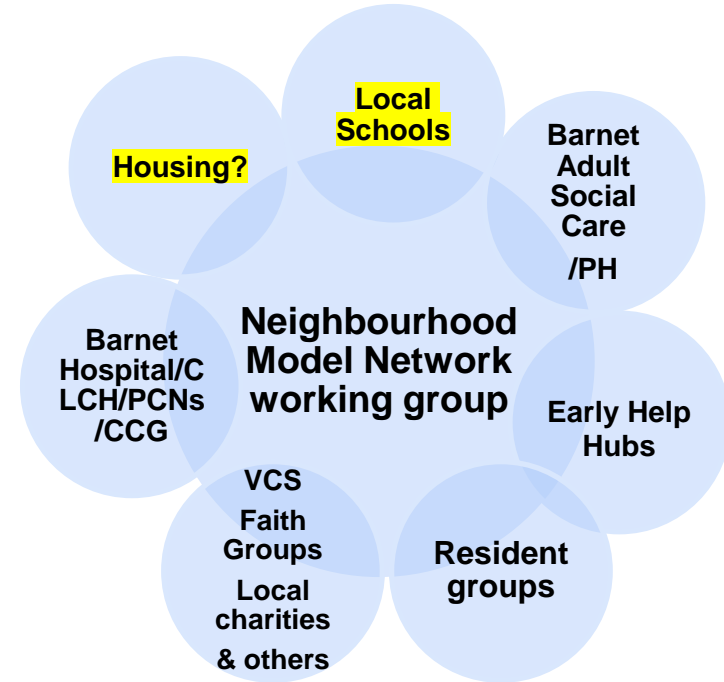 Local
Schools
Housing?
Barnet
Adult
Social
Care
/PH
Neighbourhood
Model Network
working group
Barnet
Hospital/C
LCH/PCNs
/CCG
Early Help
Hubs
VCS
Faith
Groups
Local
charities
& others
Resident
groups